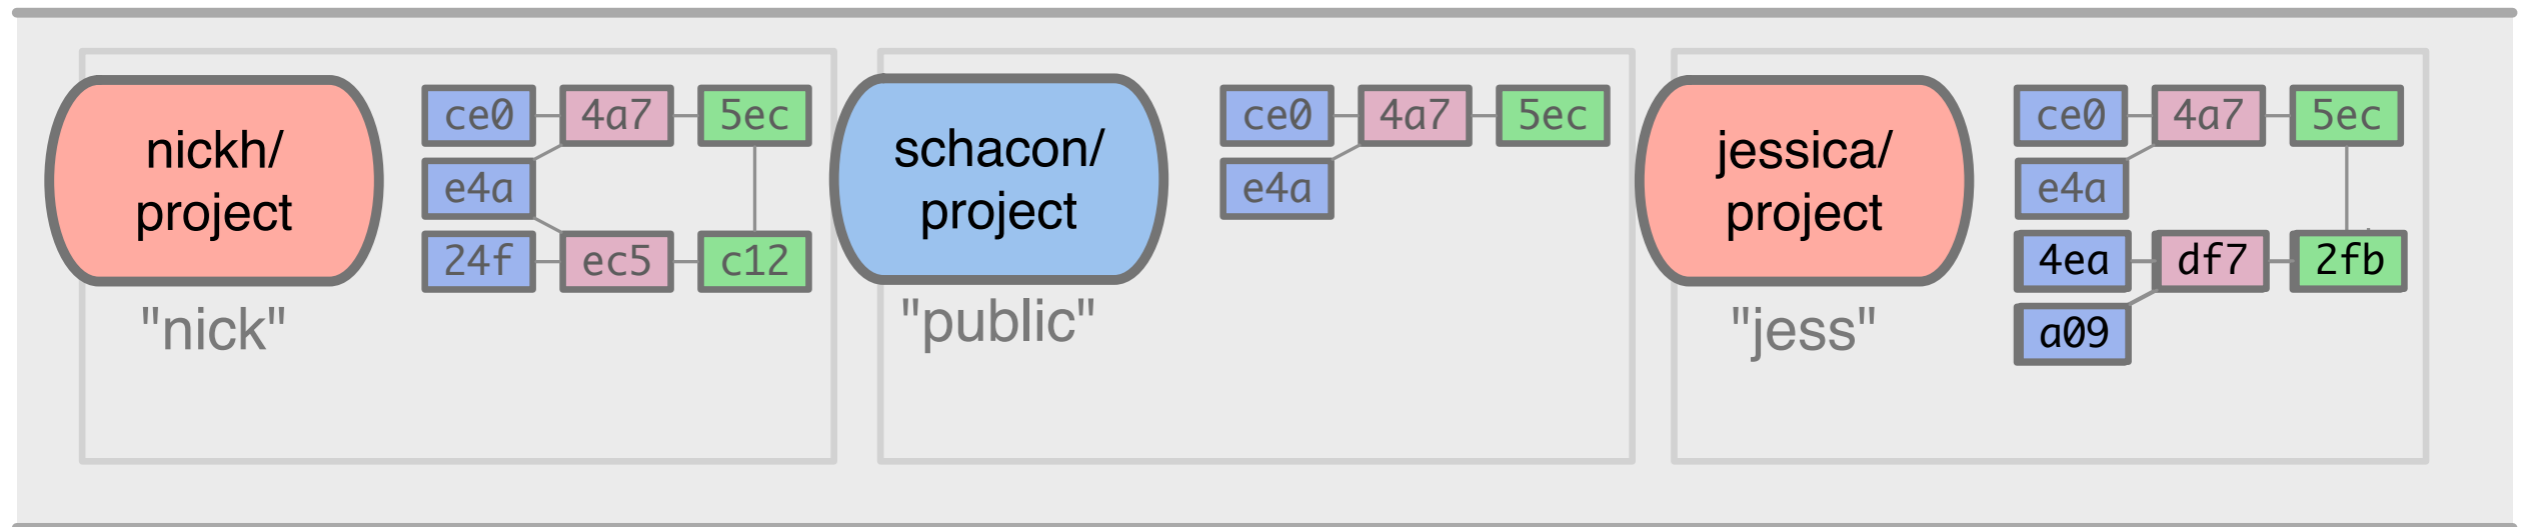 nickh/
project
"nick"
ce0 4a7 5ec
e4a
24f ec5 c12
schacon/
project
"public"
ce0 4a7 5ec
e4a
jessica/
project
"jess"
ce0 4a7 5ec
e4a
4ea df7 2fb
a09